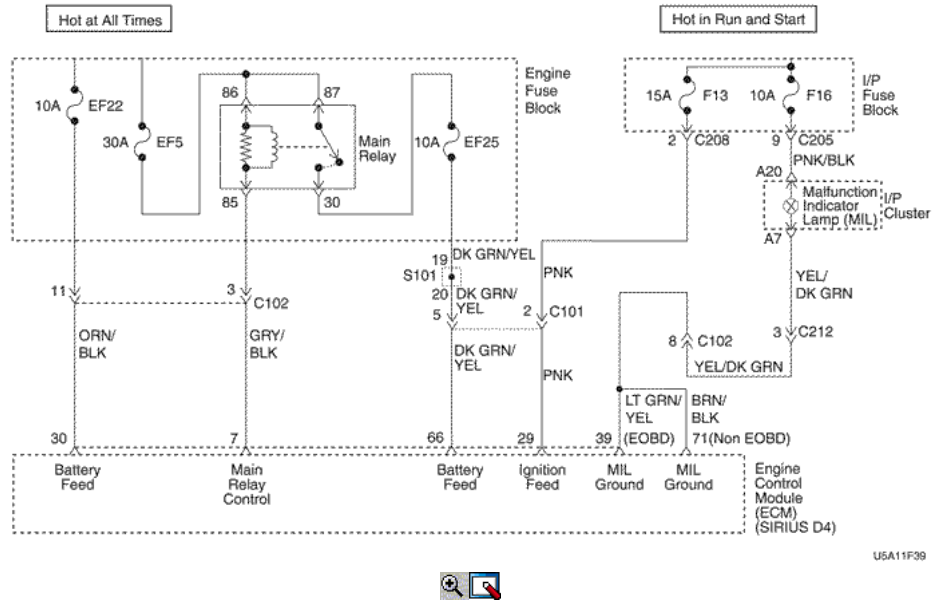 Hot at All Times
Hot in Run and Start
Engine
Fuse
Block
I/P
Fuse
Block
10A
EF22
30A
EF5
86
87
Main
Relay
85
30
10A
EF25
15A
F13
10A
F16
2
C208
9
C205
PNK/BLK
A20
Malfunction
Indicator
Lamp (MIL)
I/P
Cluster
A7
19
DK GRN/YEL
S101
20
DK GRN/
YEL
PNK
YEL/
DK GRN
11
3
C102
5
2
C101
8
C102
3
C212
ORN/
BLK
GRY/
BLK
DK GRN/
YEL
PNK
YEL/DK GRN
LT GRN/
YEL
BRN/
BLK
30
7
66
29
39
(EOBD)
71(Non EOBD)
Battery
Feed
Main
Relay
Control
Battery
Feed
Ignition
Feed
MIL
Ground
MIL
Ground
Engine
Control
Module
(ECM)
(SIRIUS D4)
U5A11F39